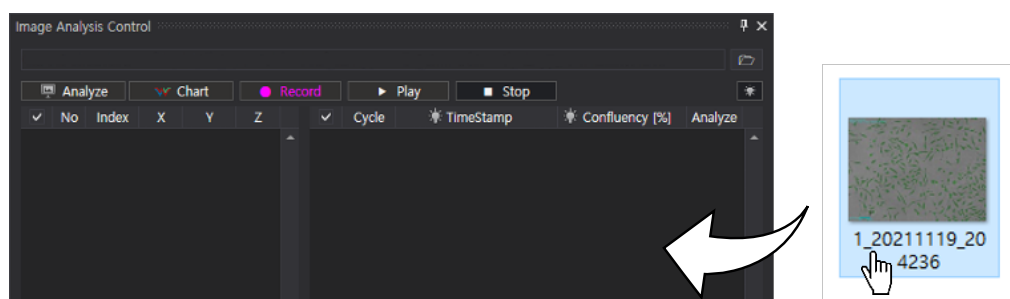 Image Analysis Control
Analyze Chart Record Play Stop
No Index X Y Z Cycle TimeStamp Confluency [%] Analyze
1_20211119_20
4236